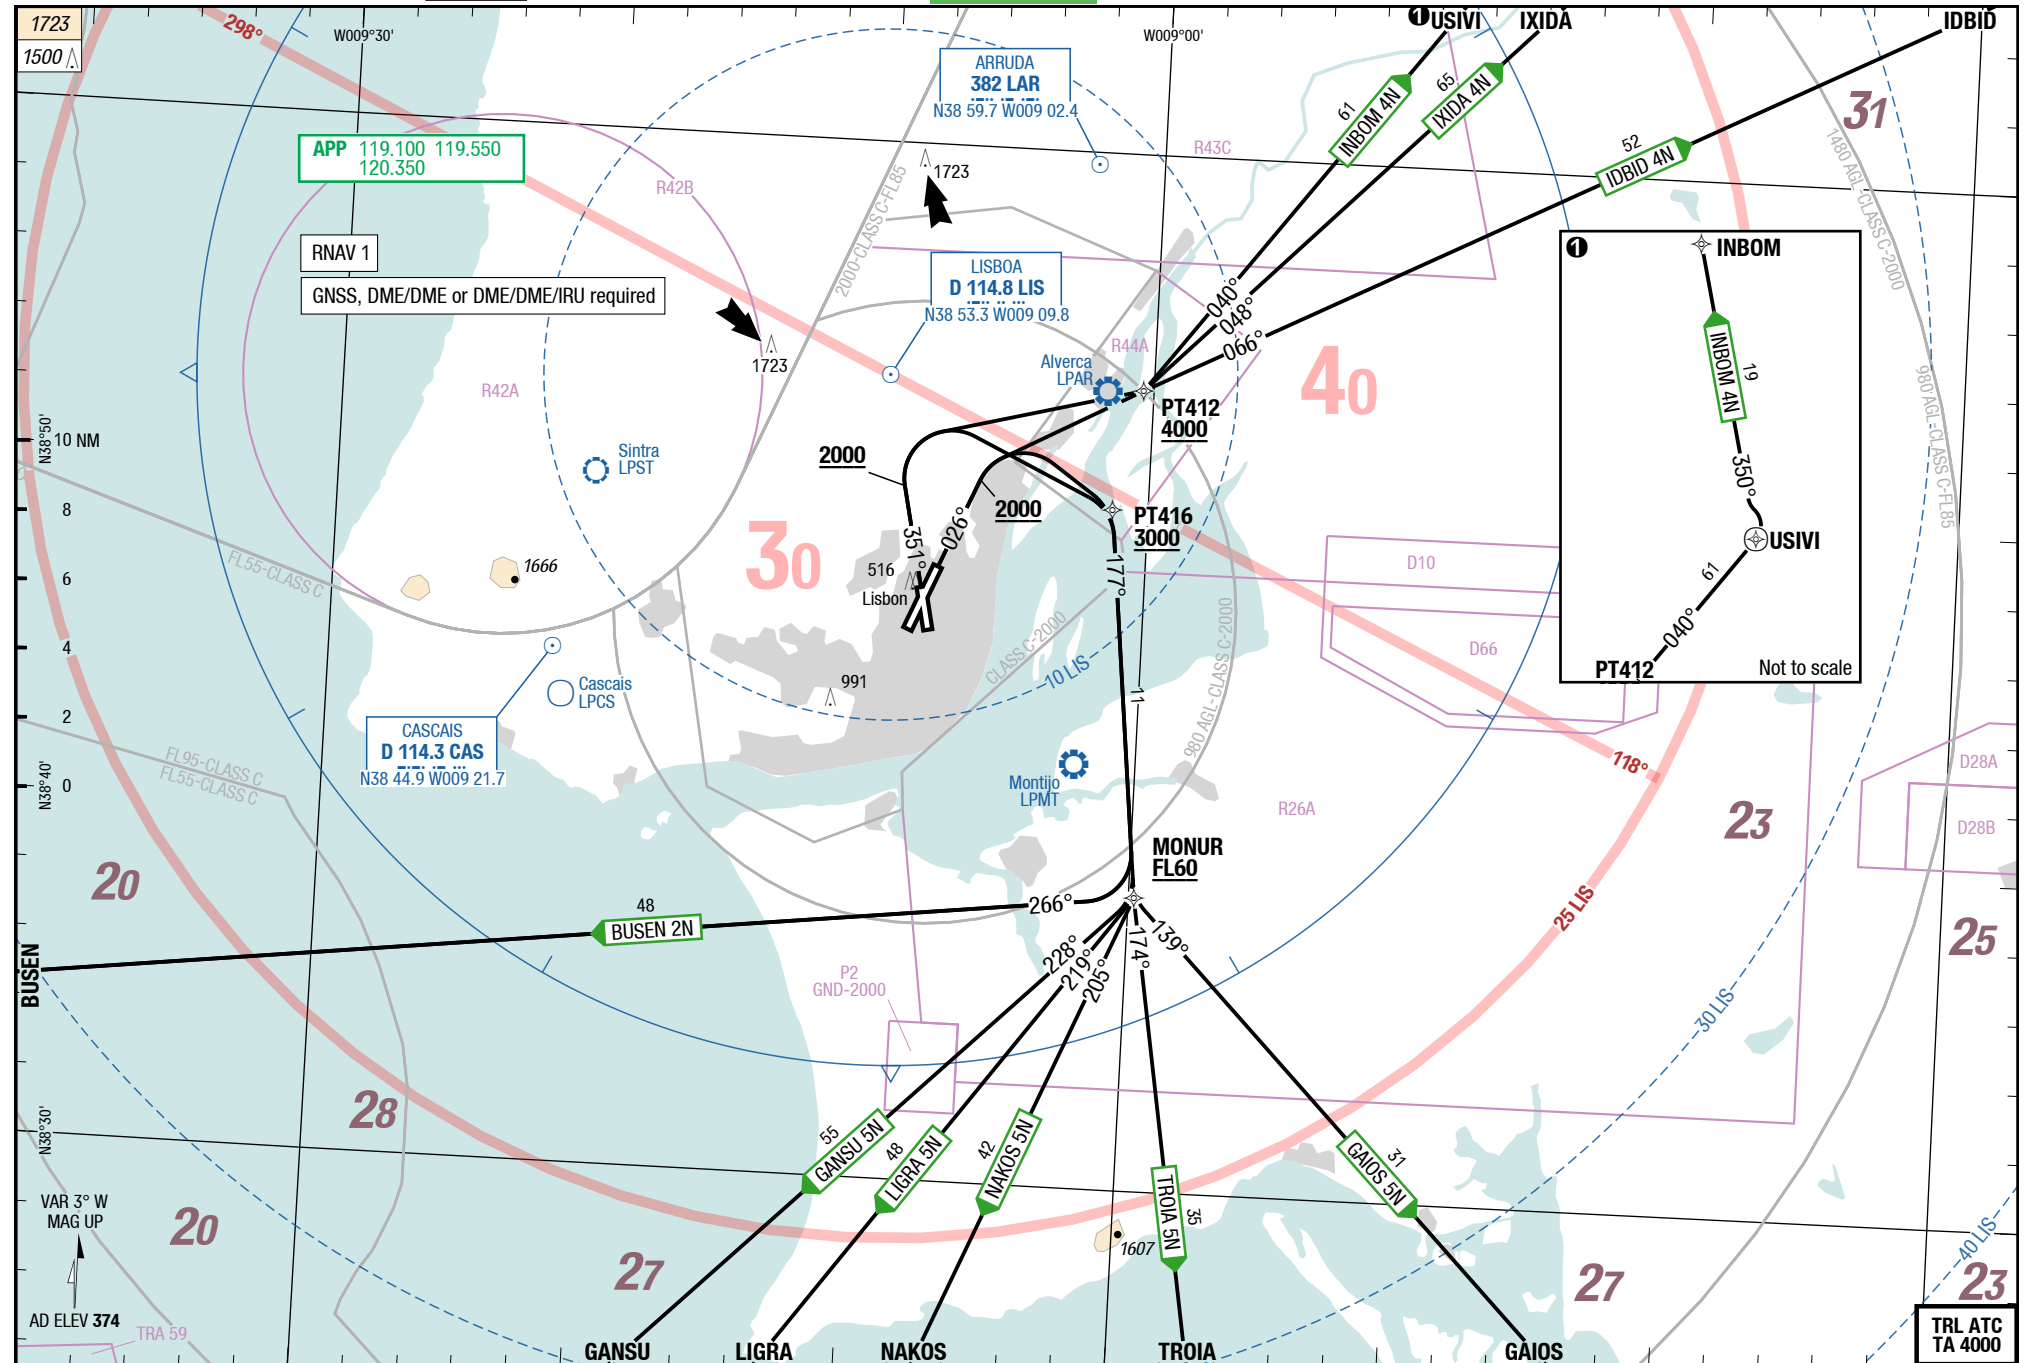 1723
1500
298°
W009°30'
W009°00'
USIVI
IXIDA
IDBID
ARRUDA
382 LAR
N38 59.7 W009 02.4
APP 119.100 119.550
120.350
R42B
R43C
1723
2000-CLASS C-FL85
61
INBOM 4N
65
IXIDA 4N
52
IDBID 4N
31
1480 AGL-CLASS C-2000
RNAV 1
GNSS, DME/DME or DME/DME/IRU required
LISBOA
D 114.8 LIS
N38 53.3 W009 09.8
1723
R42A
R44A
Alverca
LPAR
040°
048°
066°
40
PT412
4000
1
INBOM
INBOM 4N
19
350°
USIVI
61
040°
PT412
Not to scale
980 AGL-CLASS C-FL85
N38°50'
10 NM
8
6
4
2
0
Sintra
LPST
2000
2000
351°
026°
PT416
3000
177°
30
516
Lisbon
1666
FL55-CLASS C
C
D10
D66
CLASS C-2000
10 LIS
11
980 AGL-CLASS C-2000
991
Cascais
LPCS
CASCAIS
D 114.3 CAS
N38 44.9 W009 21.7
FL95-CLASS C
FL55-CLASS C
N38°40'
Montijo
LPMT
R26A
118°
D28A
D28B
23
MONUR
FL60
20
266°
48
BUSEN 2N
BUSEN
228°
219°
205°
174°
139°
25 LIS
25
P2
GND-2000
30 LIS
28
N38°30'
55
GANSU 5N
48
LIGRA 5N
42
NAKOS 5N
TROIA 5N
35
GAIOS 5N
31
VAR 3° W
MAG UP
20
27
1607
27
40 LIS
23
AD ELEV 374
TRA 59
GANSU
LIGRA
NAKOS
TROIA
GAIOS
TRL ATC
TA 4000